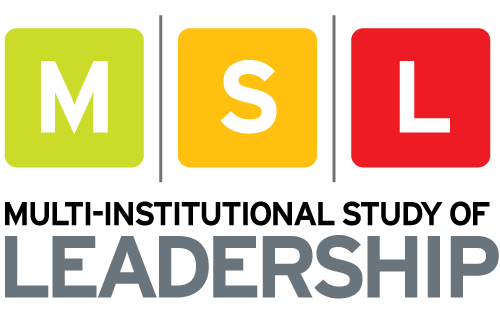 M S L
MULTI-INSTITUTIONAL STUDY OF
LEADERSHIP